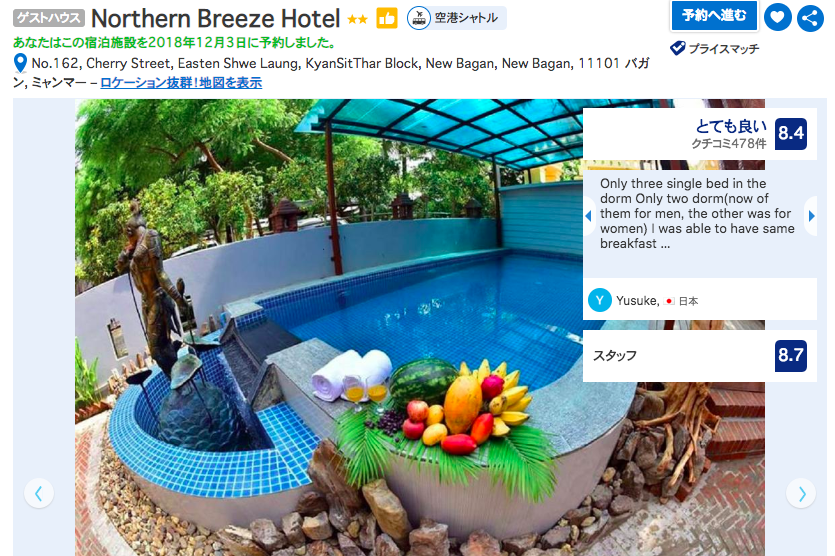 ゲストハウス Northern Breeze Hotel 空港シャトル
予約へ進む
あなたはこの宿泊施設を2018年12月3日に予約しました。
プライスマッチ
No.162, Cherry Street, Easten Shwe Laung, KyanSitThar Block, New Bagan, New Bagan, 11101 バガ
ン, ミャンマー – ロケーション抜群！地図を表示
とても良い 8.4
クチコミ478件
Only three single bed in the
dorm Only two dorm(now of
them for men, the other was for
women) I was able to have same
breakfast ...
Y Yusuke, 日本
スタッフ 8.7